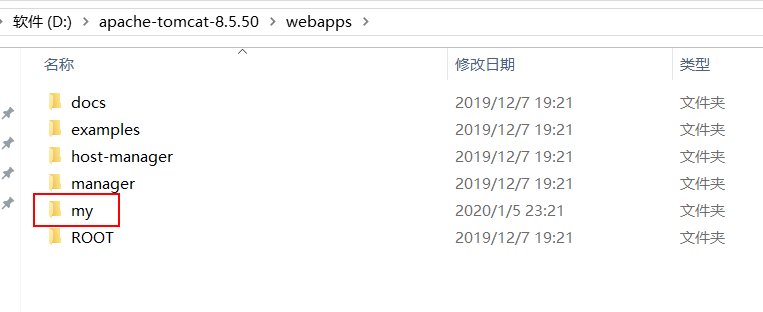 软件 (D:) > apache-tomcat-8.5.50 > webapps >
名称 修改日期 类型
docs 2019/12/7 19:21 文件夹
examples 2019/12/7 19:21 文件夹
host-manager 2019/12/7 19:21 文件夹
manager 2019/12/7 19:21 文件夹
my 2020/1/5 23:21 文件夹
ROOT 2019/12/7 19:21 文件夹